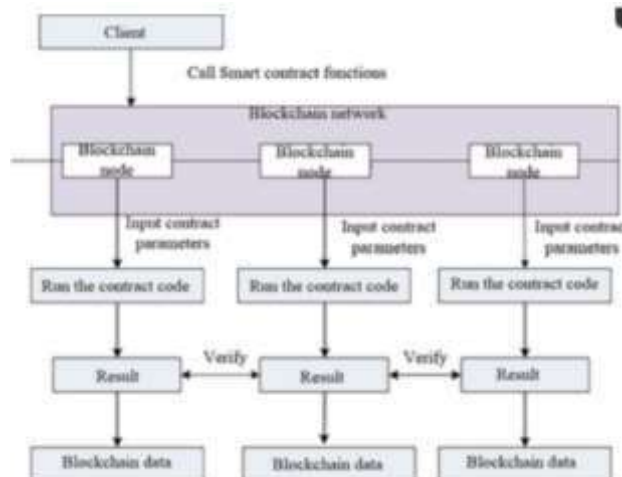 Client
Call Smart contract functions
Blockchain network
Blockchain
node
Blockchain
node
Blockchain
node
Input contract
parameters
Input contract
parameters
Input contrac
parameters
Run the contract code
Run the contract code
Run the contract code
Verify
Verify
Result
Result
Result
Blockchain data
Blockchain data
Blockchain data